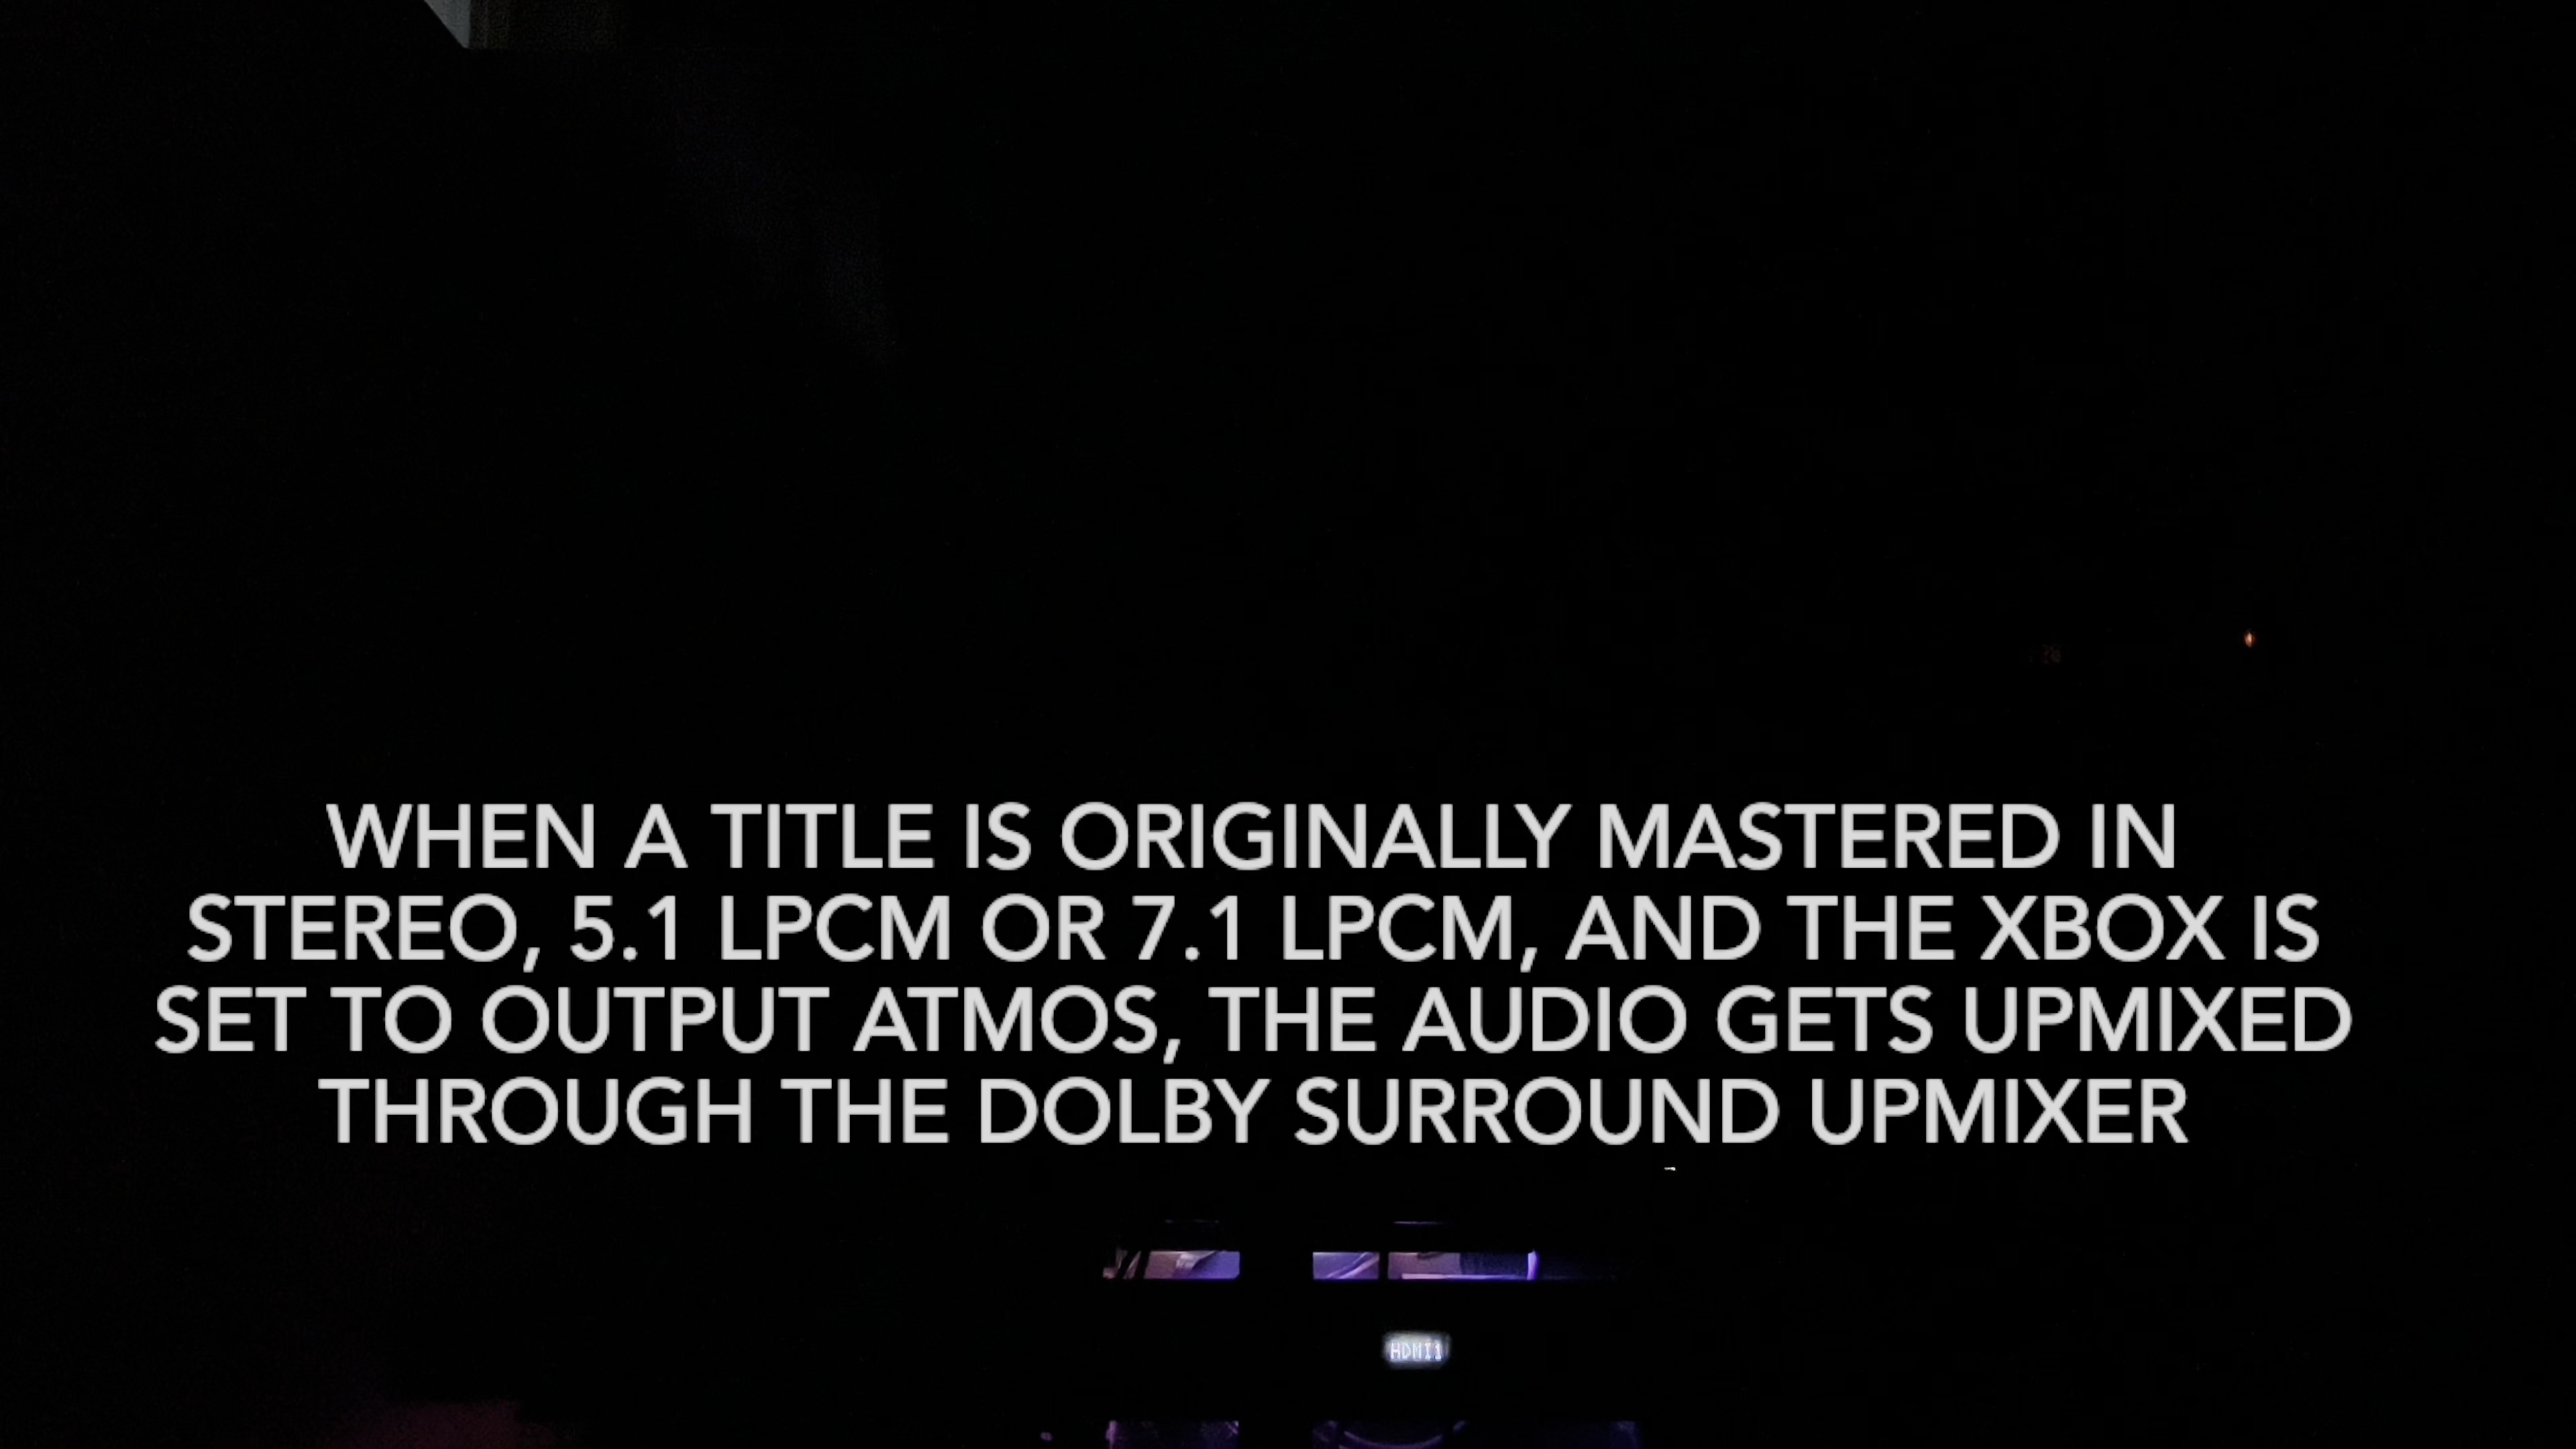 WHEN A TITLE IS ORIGINALLY MASTERED IN
STEREO, 5.1 LPCM OR 7.1 LPCM, AND THE XBOX IS
SET TO OUTPUT ATMOS, THE AUDIO GETS UPMIXED
THROUGH THE DOLBY SURROUND UPMIXER
HDMI1